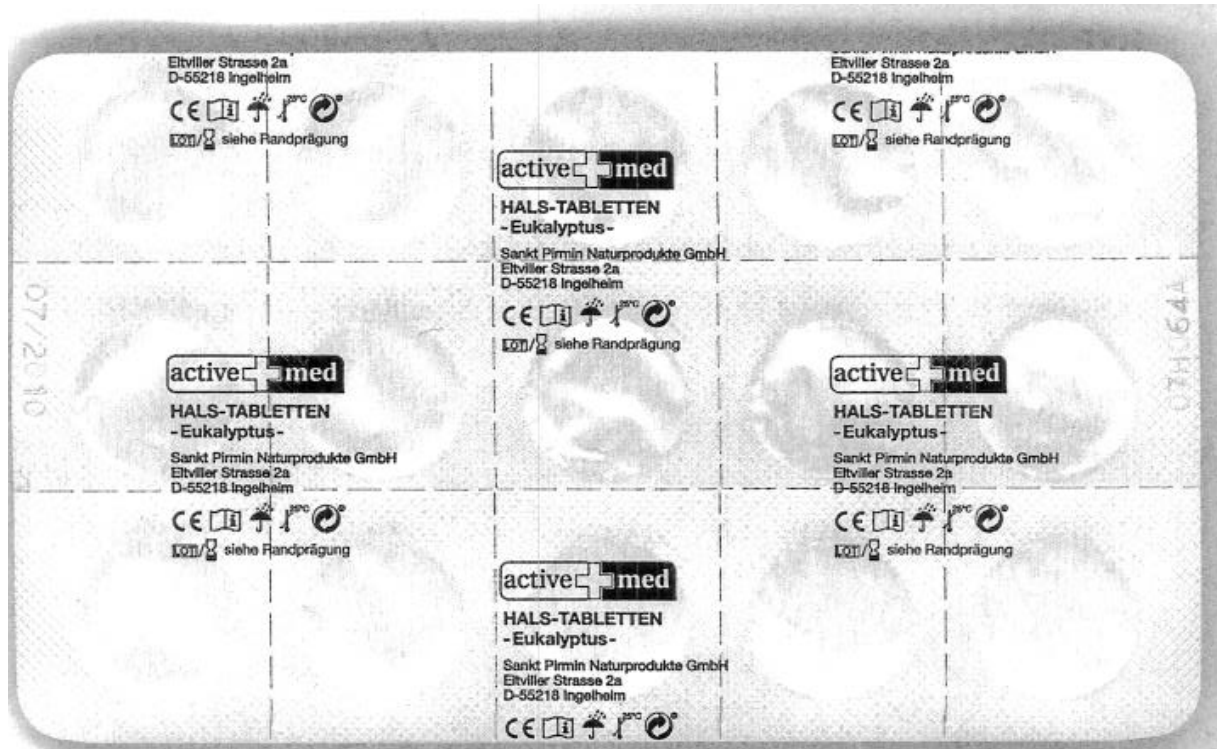 Eltviller Strasse 2a
D-55218 Ingelheim
25°C
LOT/ siehe Randprägung
Eltviller Strasse 2a
D-55218 Ingelheim
25°C
LOT/ siehe Randprägung
active med
HALS-TABLETTEN
-Eukalyptus-
Sankt Pirmin Naturprodukte GmbH
Eltviller Strasse 2a
D-55218 Ingelheim
CE 25°C
LOT/ siehe Randprägung
07/2010
active med
HALS-TABLETTEN
-Eukalyptus-
Sankt Pirmin Naturprodukte GmbH
Eltviller Strasse 2a
D-55218 Ingelheim
CE 25°C
LOT/ siehe Randprägung
active med
HALS-TABLETTEN
-Eukalyptus-
Sankt Pirmin Naturprodukte GmbH
Eltviller Strasse 2a
D-55218 Ingelheim
CE 25°C
LOT/ siehe Randprägung
active med
HALS-TABLETTEN
-Eukalyptus-
Sankt Pirmin Naturprodukte GmbH
Eltviller Strasse 2a
D-55218 Ingelheim
CE 25°C